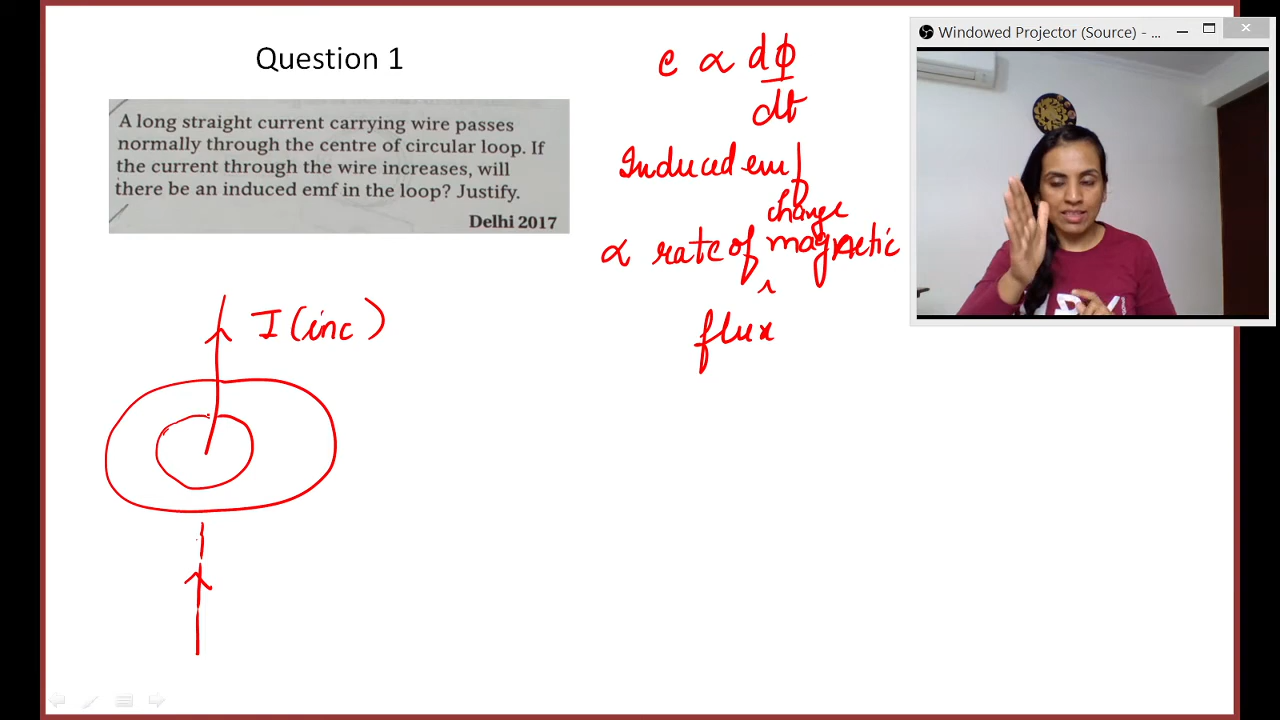 Question 1
A long straight current carrying wire passes
normally through the centre of circular loop. If
the current through the wire increases, will
there be an induced emf in the loop? Justify.
Delhi 2017
I (inc)
e ∝ dϕ
dt
Induced emf
change
∝ rate of magnetic
flux
Windowed Projector (Source) - ...